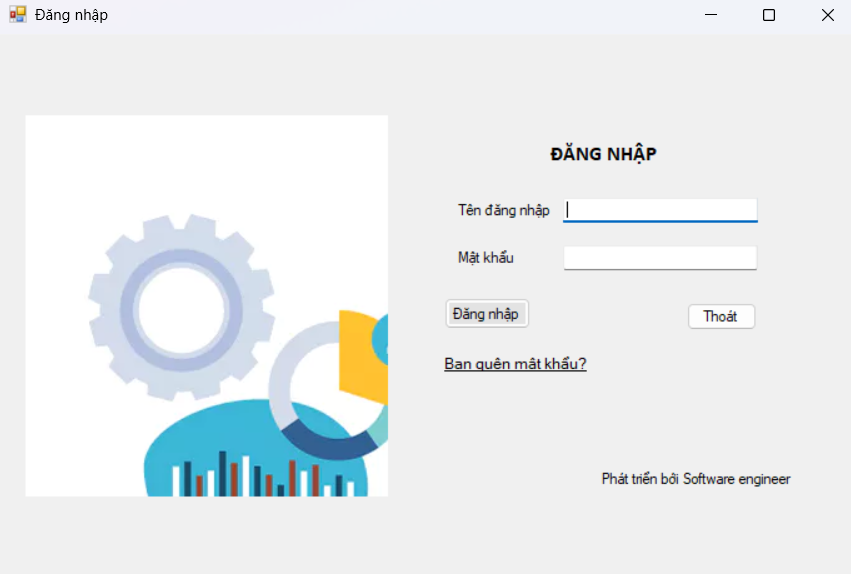 Đăng nhập
ĐĂNG NHẬP
Tên đăng nhập
Mật khẩu
Đăng nhập
Thoát
Bạn quên mật khẩu?
Phát triển bởi Software engineer